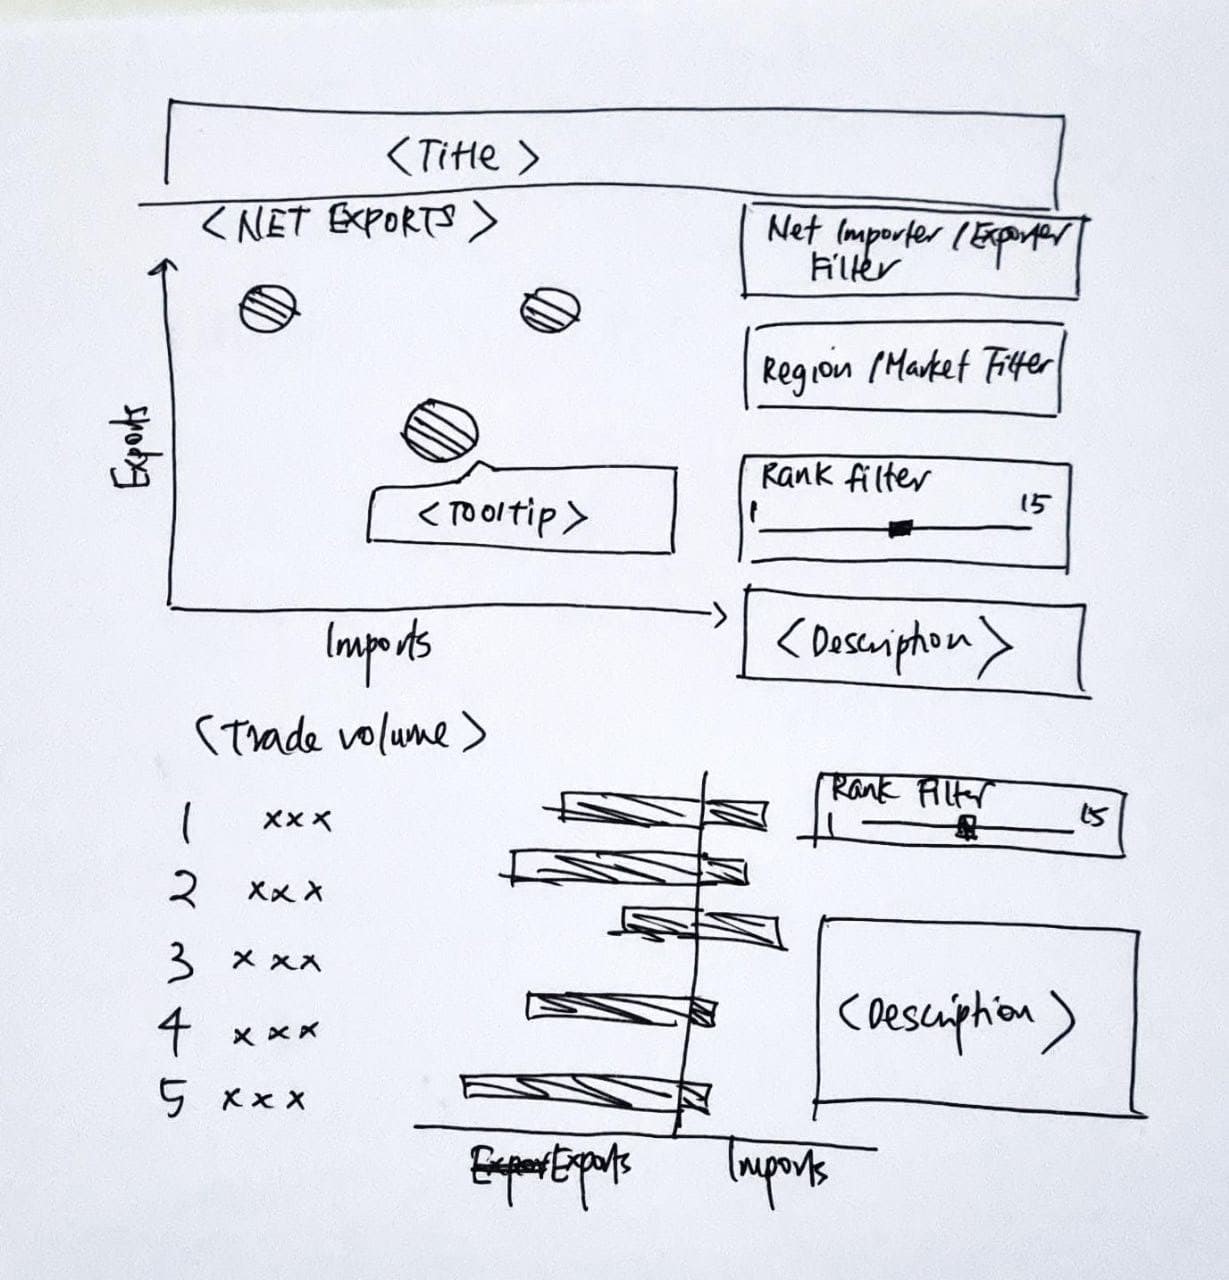 <Title>
<NET EXPORTS>
Net Importer / Exporter
Filter
Region / Market Filter
Exports
Rank filter
1 15
<Tooltip>
Imports
<Description>
<Trade volume>
Rank Filter
1 15
1 xxx
2 xxx
3 xxx
4 xxx
5 xxx
<Description>
Exports Imports